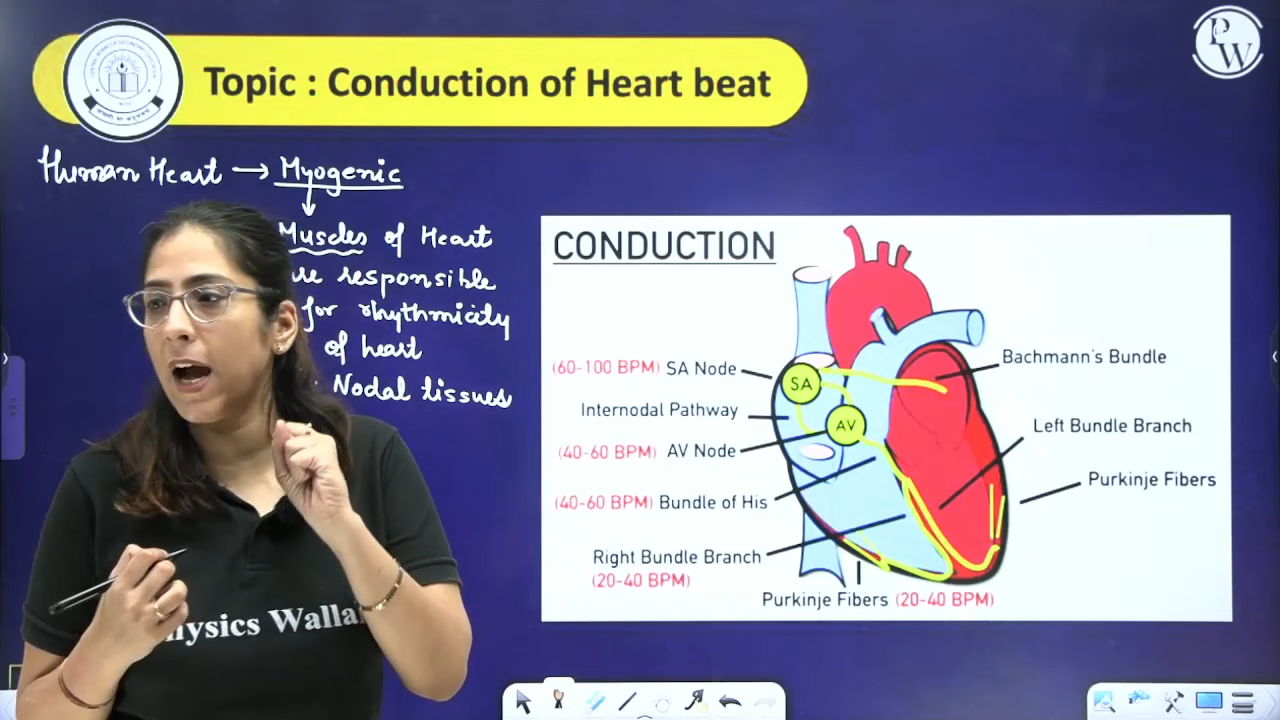 Topic : Conduction of Heart beat
PW
Human Heart → Myogenic
Muscles of Heart
responsible
for rhythmicity
of heart
Nodal tissues
CONDUCTION
(60-100 BPM) SA Node
SA
Bachmann's Bundle
Internodal Pathway
AV
Left Bundle Branch
(40-60 BPM) AV Node
Purkinje Fibers
(40-60 BPM) Bundle of His
Right Bundle Branch
(20-40 BPM)
Purkinje Fibers (20-40 BPM)
hysics Walla